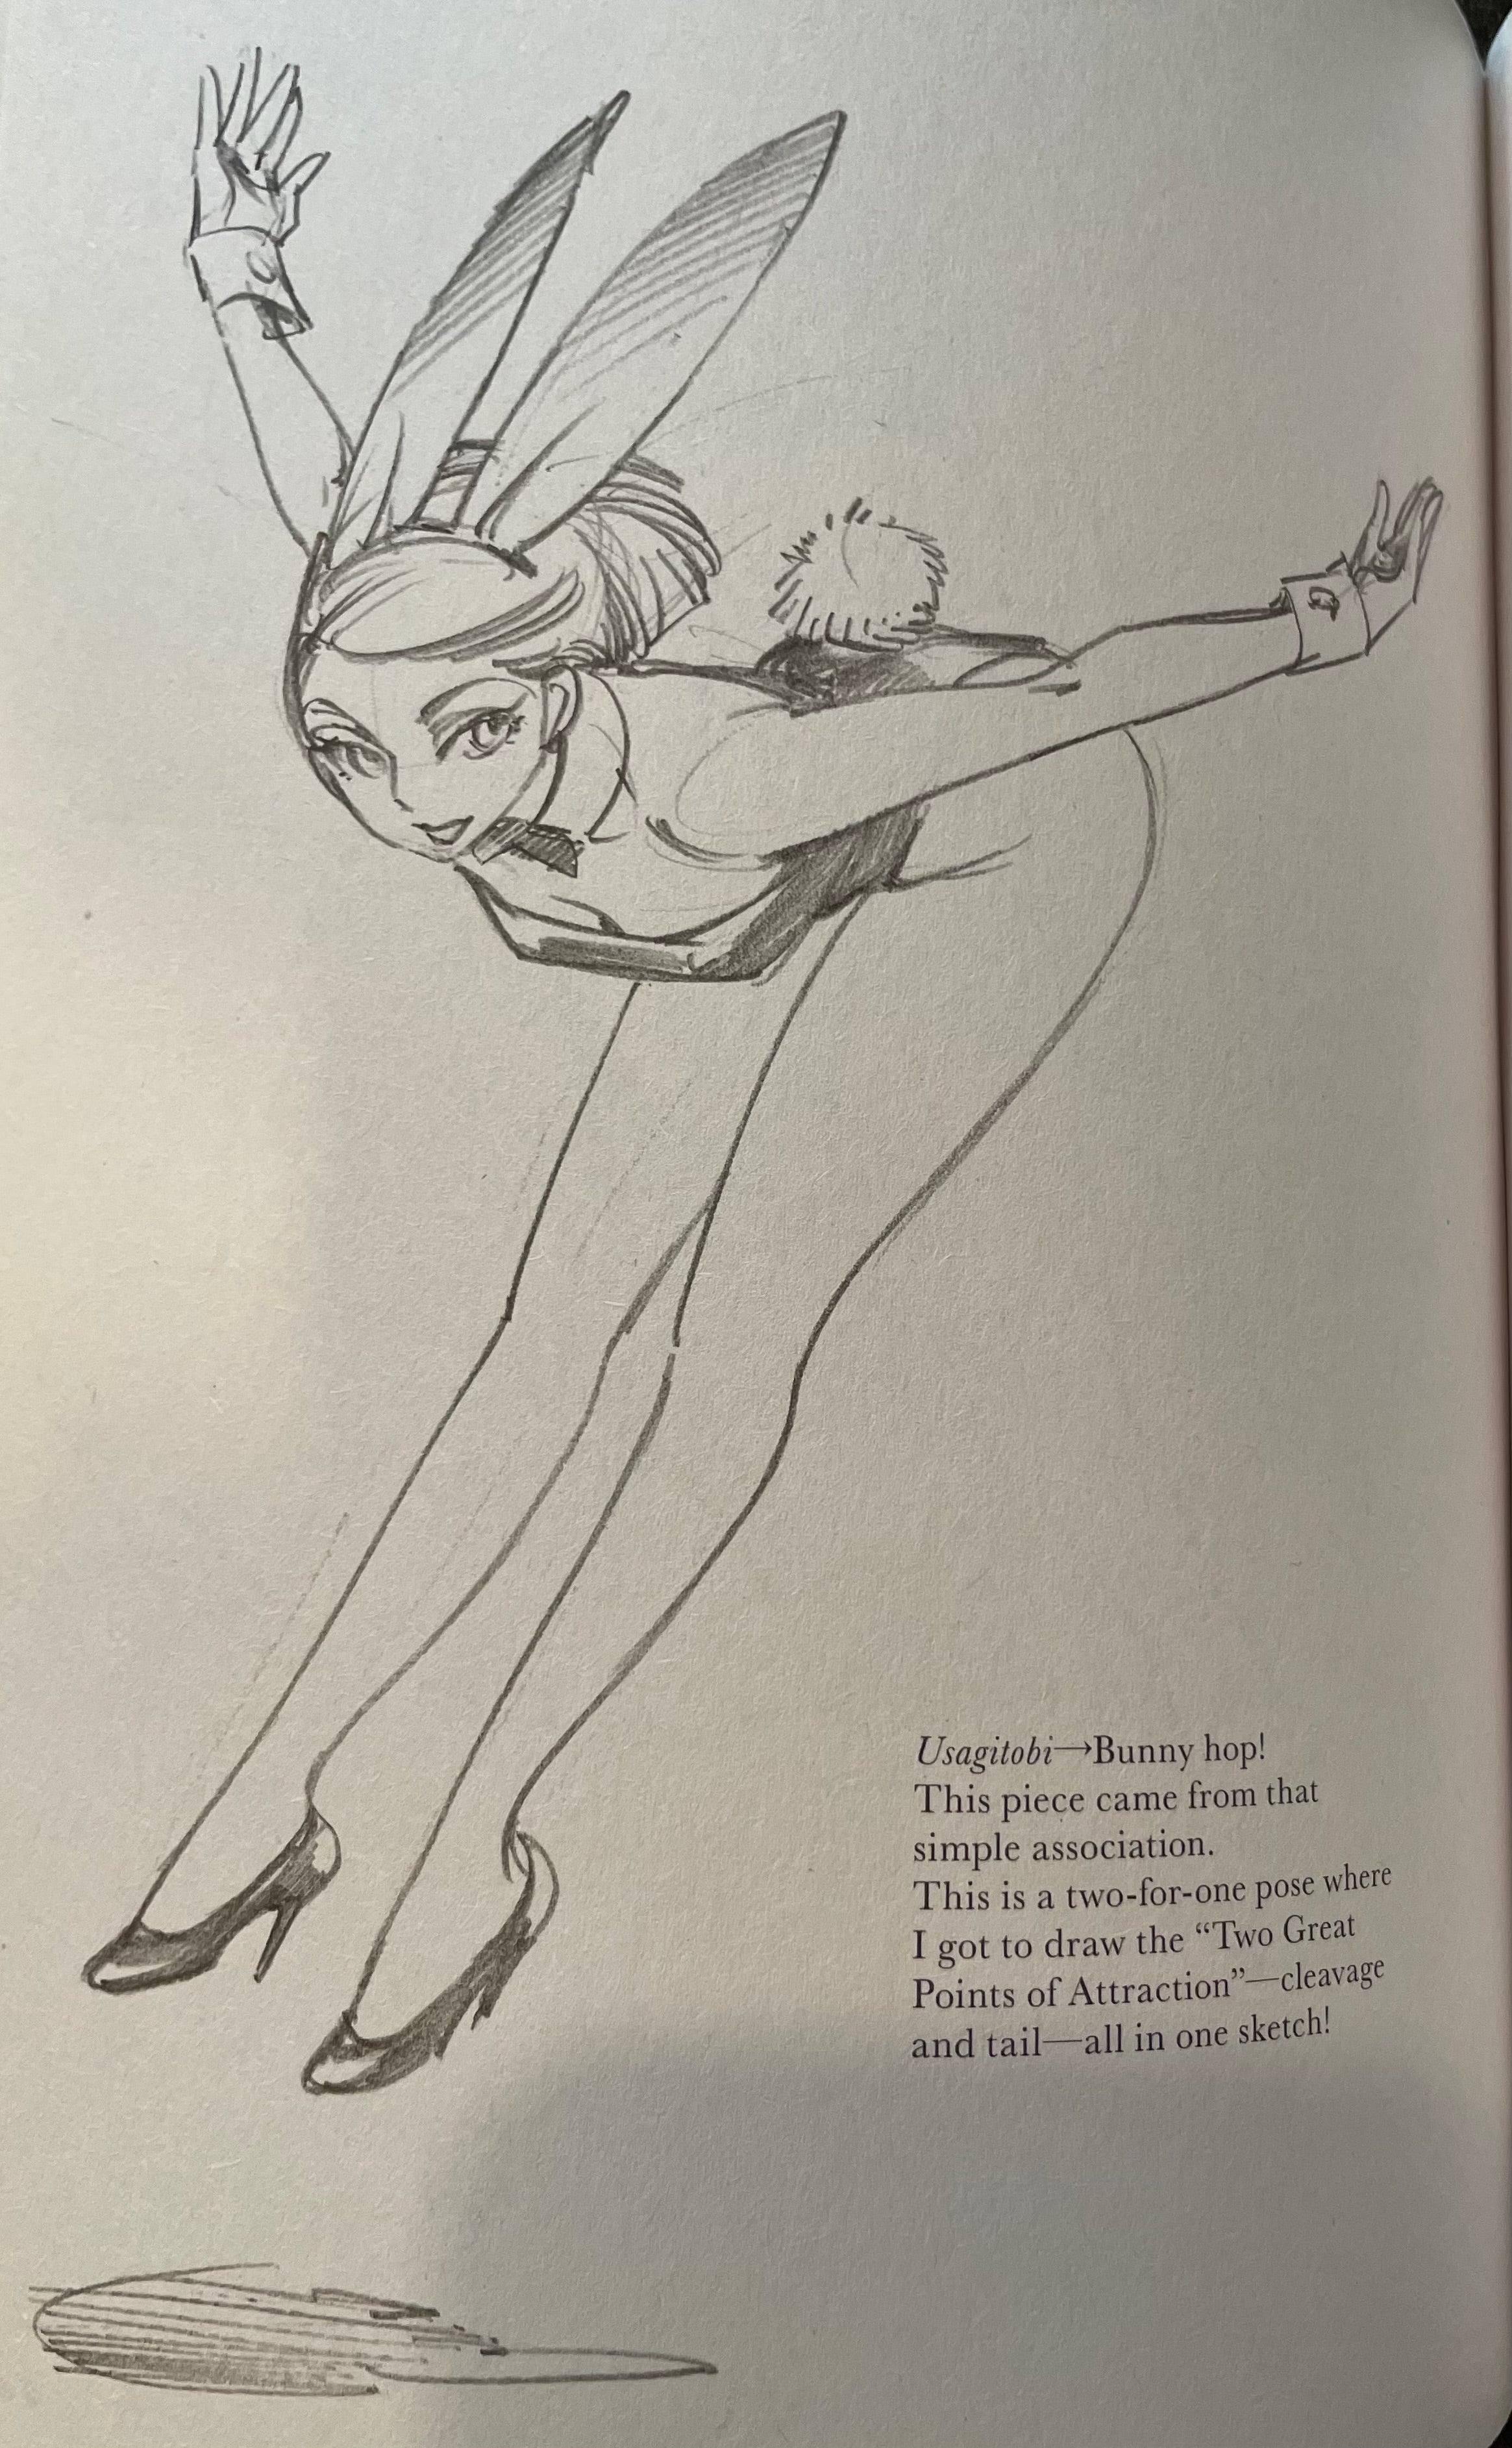 Usagitobi→Bunny hop!
This piece came from that
simple association.
This is a two-for-one pose where
I got to draw the “Two Great
Points of Attraction”—cleavage
and tail—all in one sketch!